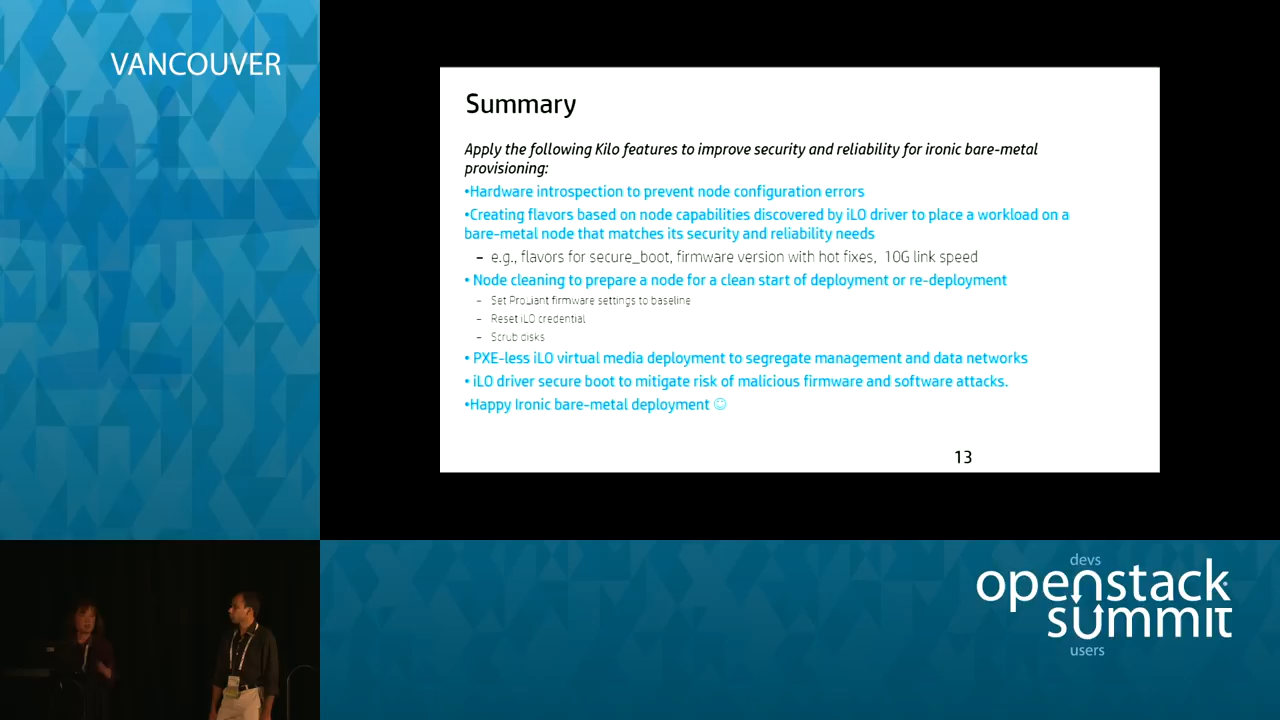 VANCOUVER
Summary
Apply the following Kilo features to improve security and reliability for ironic bare-metal
provisioning:
•Hardware introspection to prevent node configuration errors
•Creating flavors based on node capabilities discovered by iLO driver to place a workload on a
bare-metal node that matches its security and reliability needs
– e.g., flavors for secure_boot, firmware version with hot fixes, 10G link speed
• Node cleaning to prepare a node for a clean start of deployment or re-deployment
– Set ProLiant firmware settings to baseline
– Reset iLO credential
– Scrub disks
• PXE-less iLO virtual media deployment to segregate management and data networks
• iLO driver secure boot to mitigate risk of malicious firmware and software attacks.
•Happy Ironic bare-metal deployment ☺
13
devs
openstack
summit
users